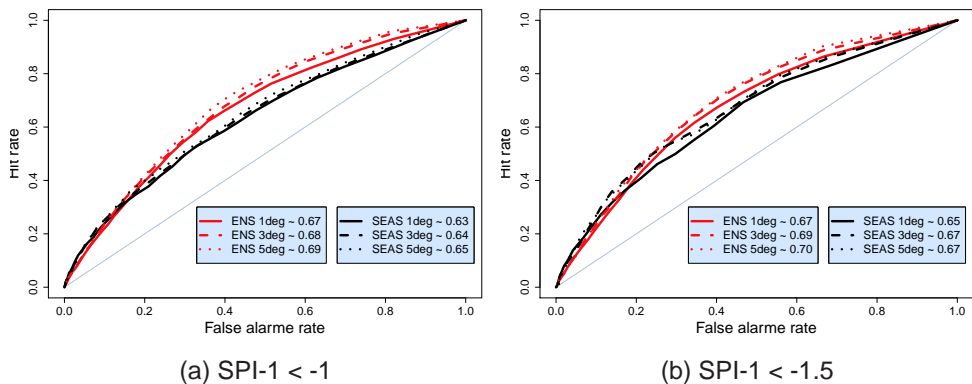 Hit rate
1.0
0.8
0.6
0.4
0.2
0.0
ENS 1deg ~ 0.67
ENS 3deg ~ 0.68
ENS 5deg ~ 0.69
SEAS 1deg ~ 0.63
SEAS 3deg ~ 0.64
SEAS 5deg ~ 0.65
0.0 0.2 0.4 0.6 0.8 1.0
False alarme rate
(a) SPI-1 < -1
Hit rate
1.0
0.8
0.6
0.4
0.2
0.0
ENS 1deg ~ 0.67
ENS 3deg ~ 0.69
ENS 5deg ~ 0.70
SEAS 1deg ~ 0.65
SEAS 3deg ~ 0.67
SEAS 5deg ~ 0.67
0.0 0.2 0.4 0.6 0.8 1.0
False alarme rate
(b) SPI-1 < -1.5